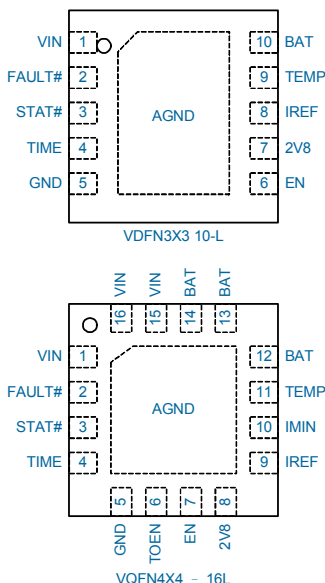 VIN 1 10 BAT
FAULT# 2 9 TEMP
STAT# 3 AGND 8 IREF
TIME 4 7 2V8
GND 5 6 EN
VDFN3X3 10-L
VIN VIN BAT BAT
16 15 14 13
VIN 1 12 BAT
FAULT# 2 AGND 11 TEMP
STAT# 3 10 IMIN
TIME 4 9 IREF
5 6 7 8
GND TOEN EN 2V8
VQFN4X4 – 16L